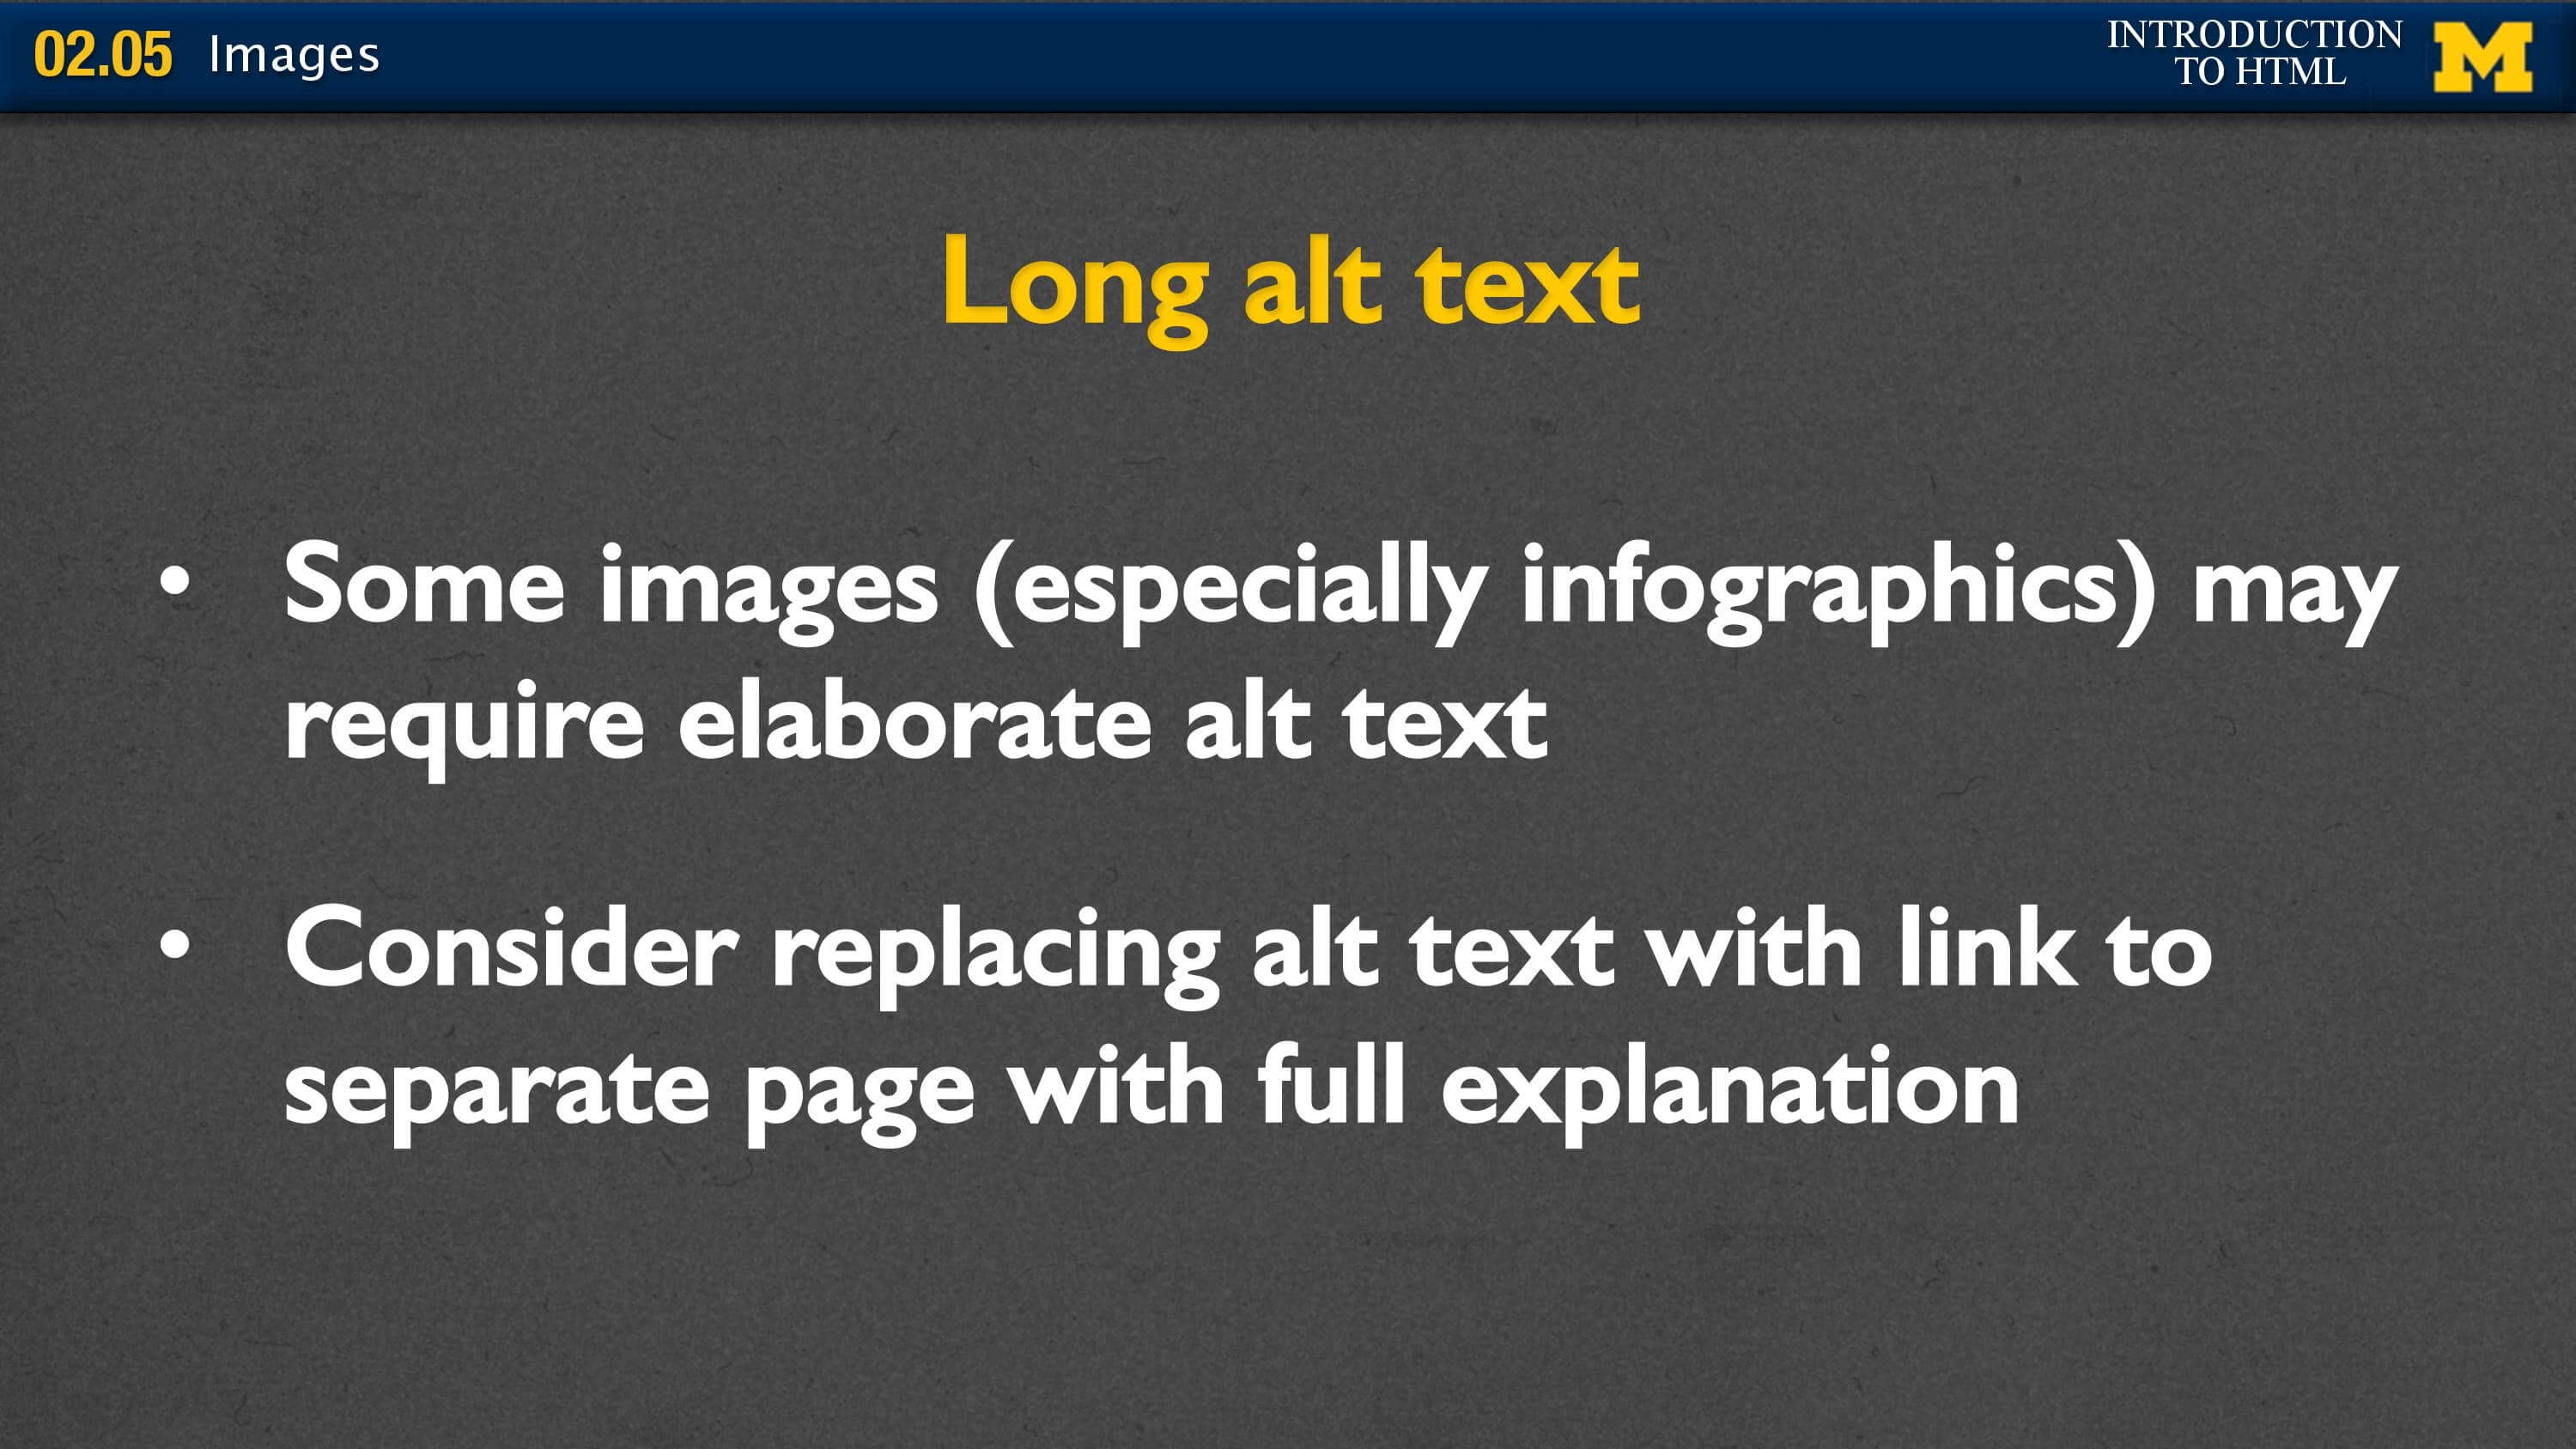 02.05 Images
INTRODUCTION
TO HTML
M
Long alt text
• Some images (especially infographics) may
require elaborate alt text
• Consider replacing alt text with link to
separate page with full explanation